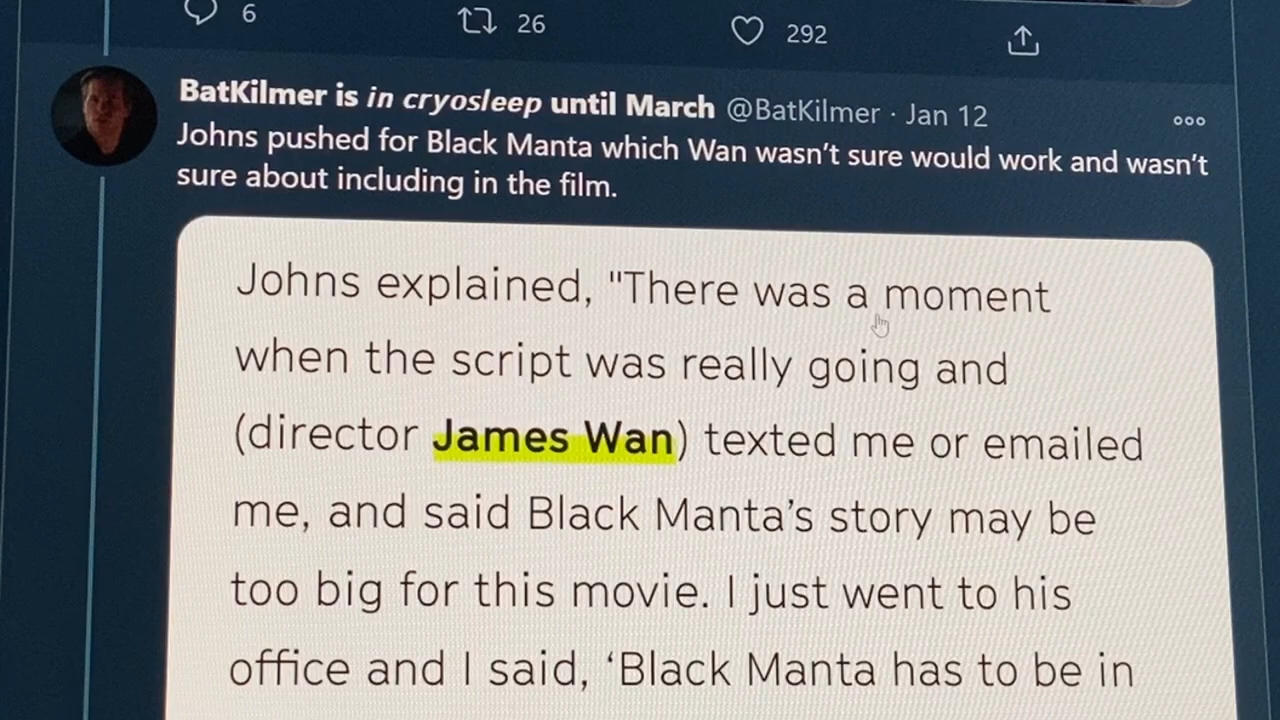 6 26 292
BatKilmer is in cryosleep until March @BatKilmer · Jan 12
Johns pushed for Black Manta which Wan wasn't sure would work and wasn't
sure about including in the film.
Johns explained, "There was a moment
when the script was really going and
(director James Wan) texted me or emailed
me, and said Black Manta's story may be
too big for this movie. I just went to his
office and I said, ‘Black Manta has to be in